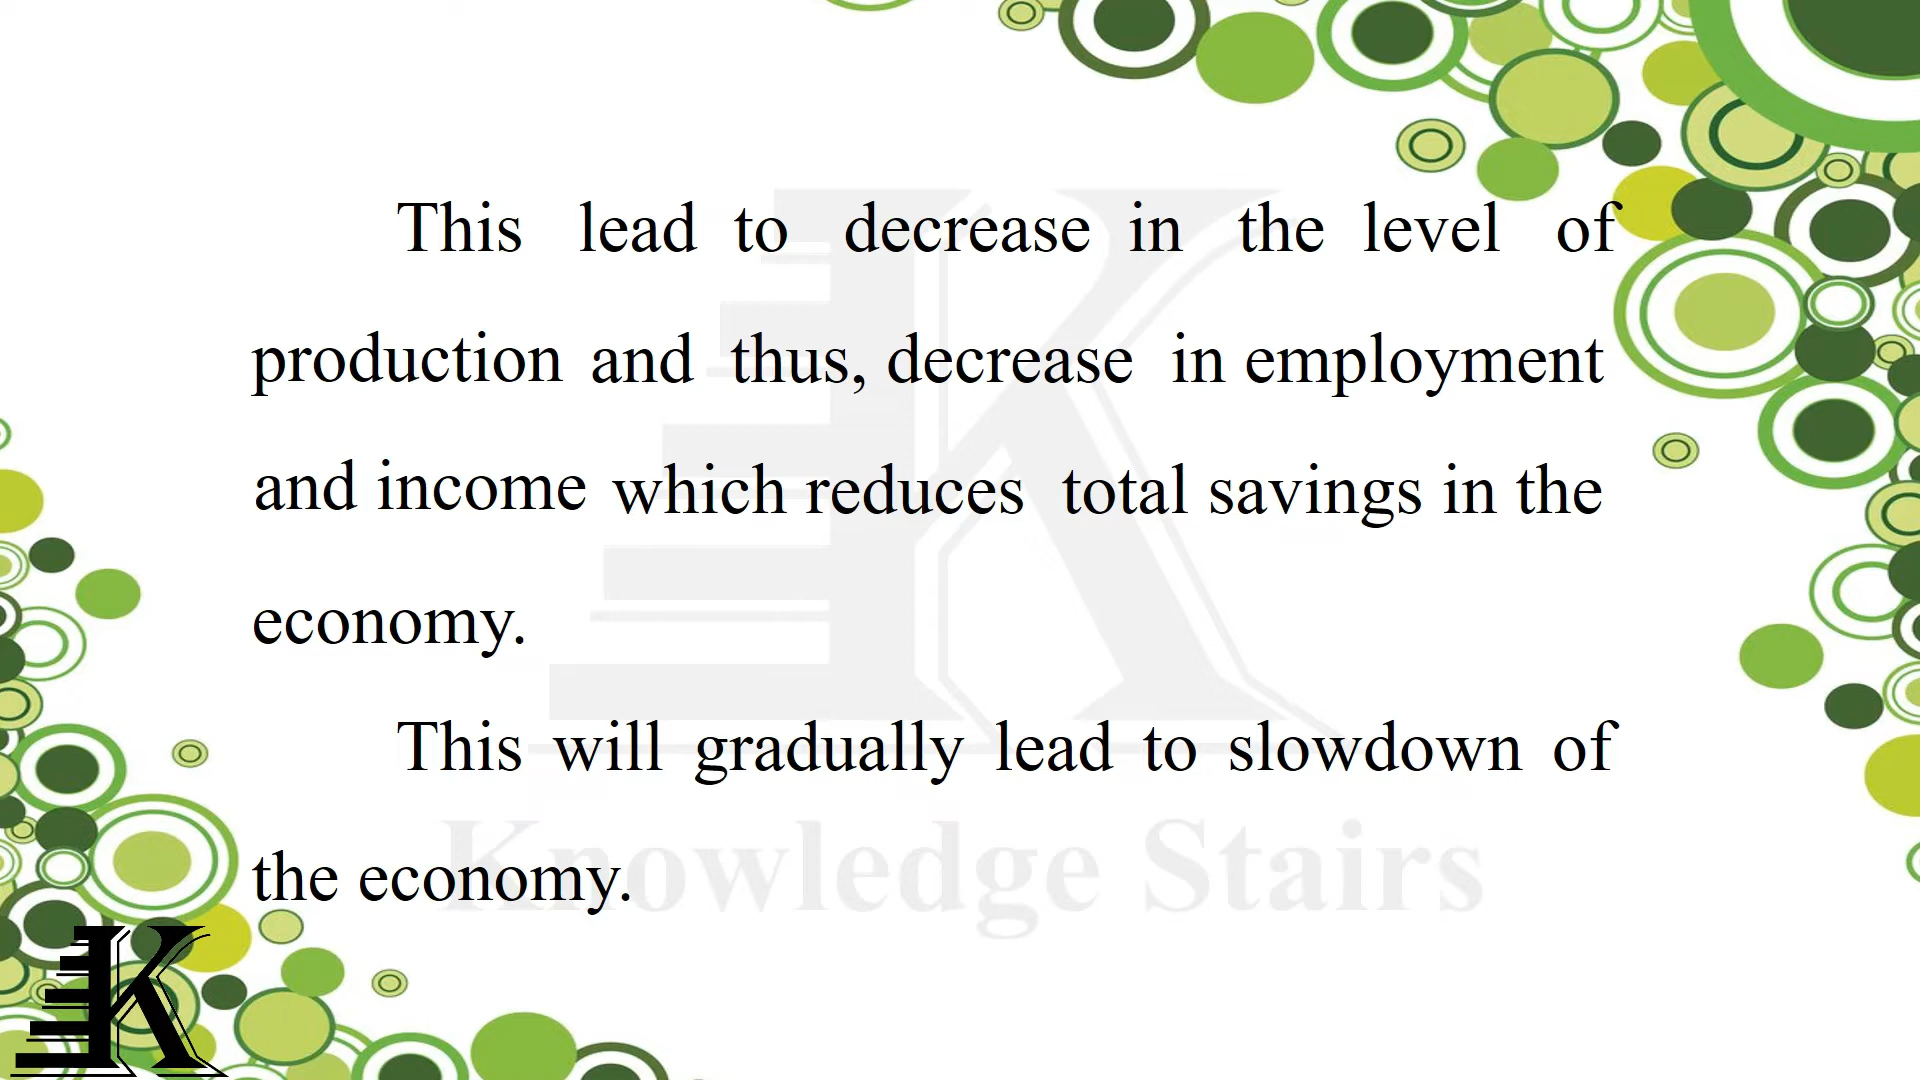 This lead to decrease in the level of
production and thus, decrease in employment
and income which reduces total savings in the
economy.
This will gradually lead to slowdown of
the economy.
Knowledge Stairs